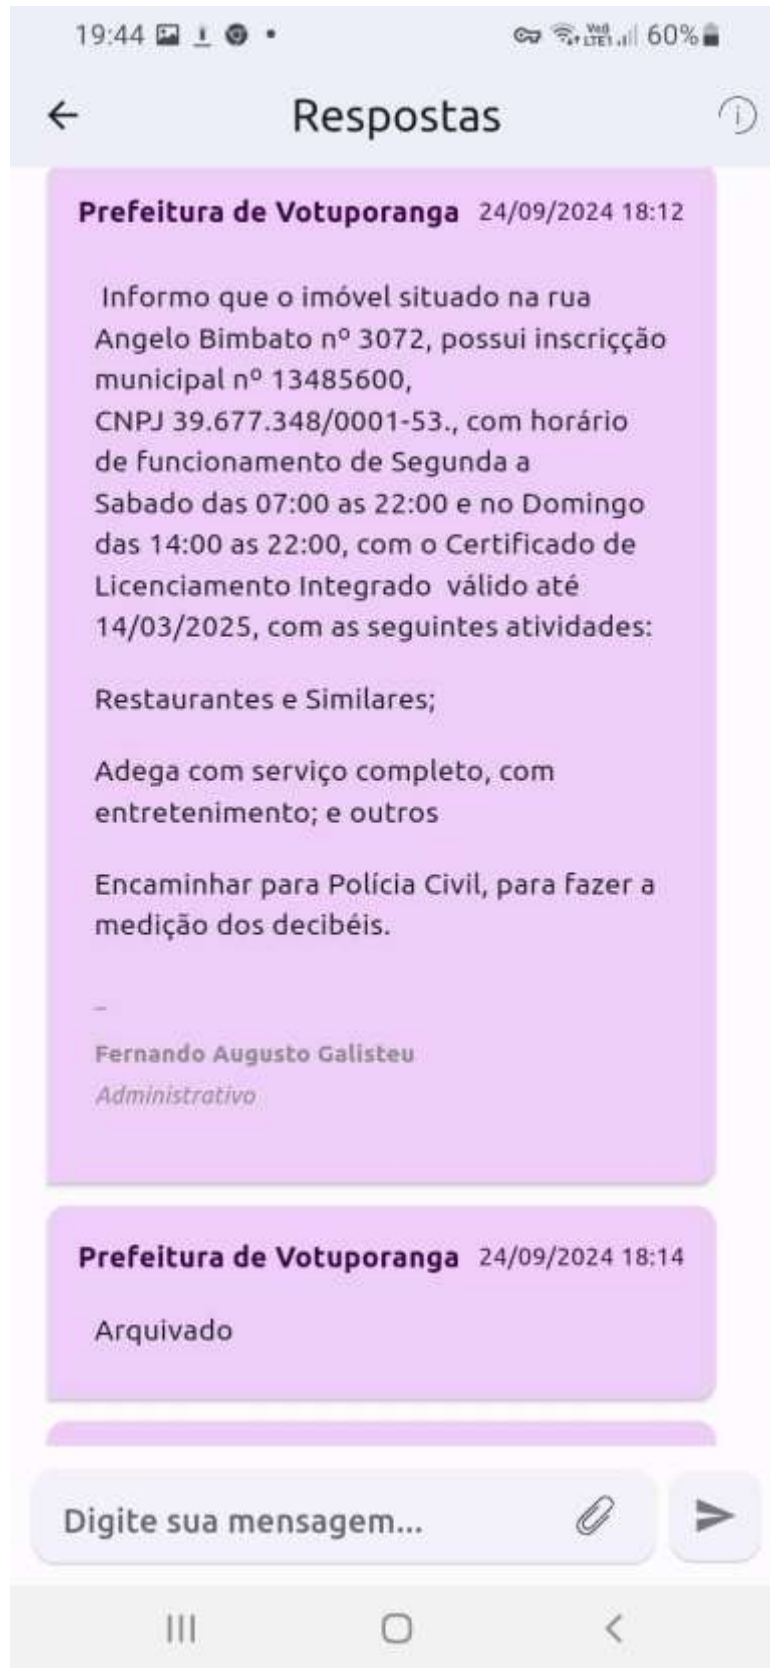 19:44
VoD LTE1 60%
Respostas
Prefeitura de Votuporanga 24/09/2024 18:12
Informo que o imóvel situado na rua
Angelo Bimbato nº 3072, possui inscricção
municipal nº 13485600,
CNPJ 39.677.348/0001-53., com horário
de funcionamento de Segunda a
Sabado das 07:00 as 22:00 e no Domingo
das 14:00 as 22:00, com o Certificado de
Licenciamento Integrado válido até
14/03/2025, com as seguintes atividades:
Restaurantes e Similares;
Adega com serviço completo, com
entretenimento; e outros
Encaminhar para Polícia Civil, para fazer a
medição dos decibéis.
_
Fernando Augusto Galisteu
Administrativo
Prefeitura de Votuporanga 24/09/2024 18:14
Arquivado
Digite sua mensagem...